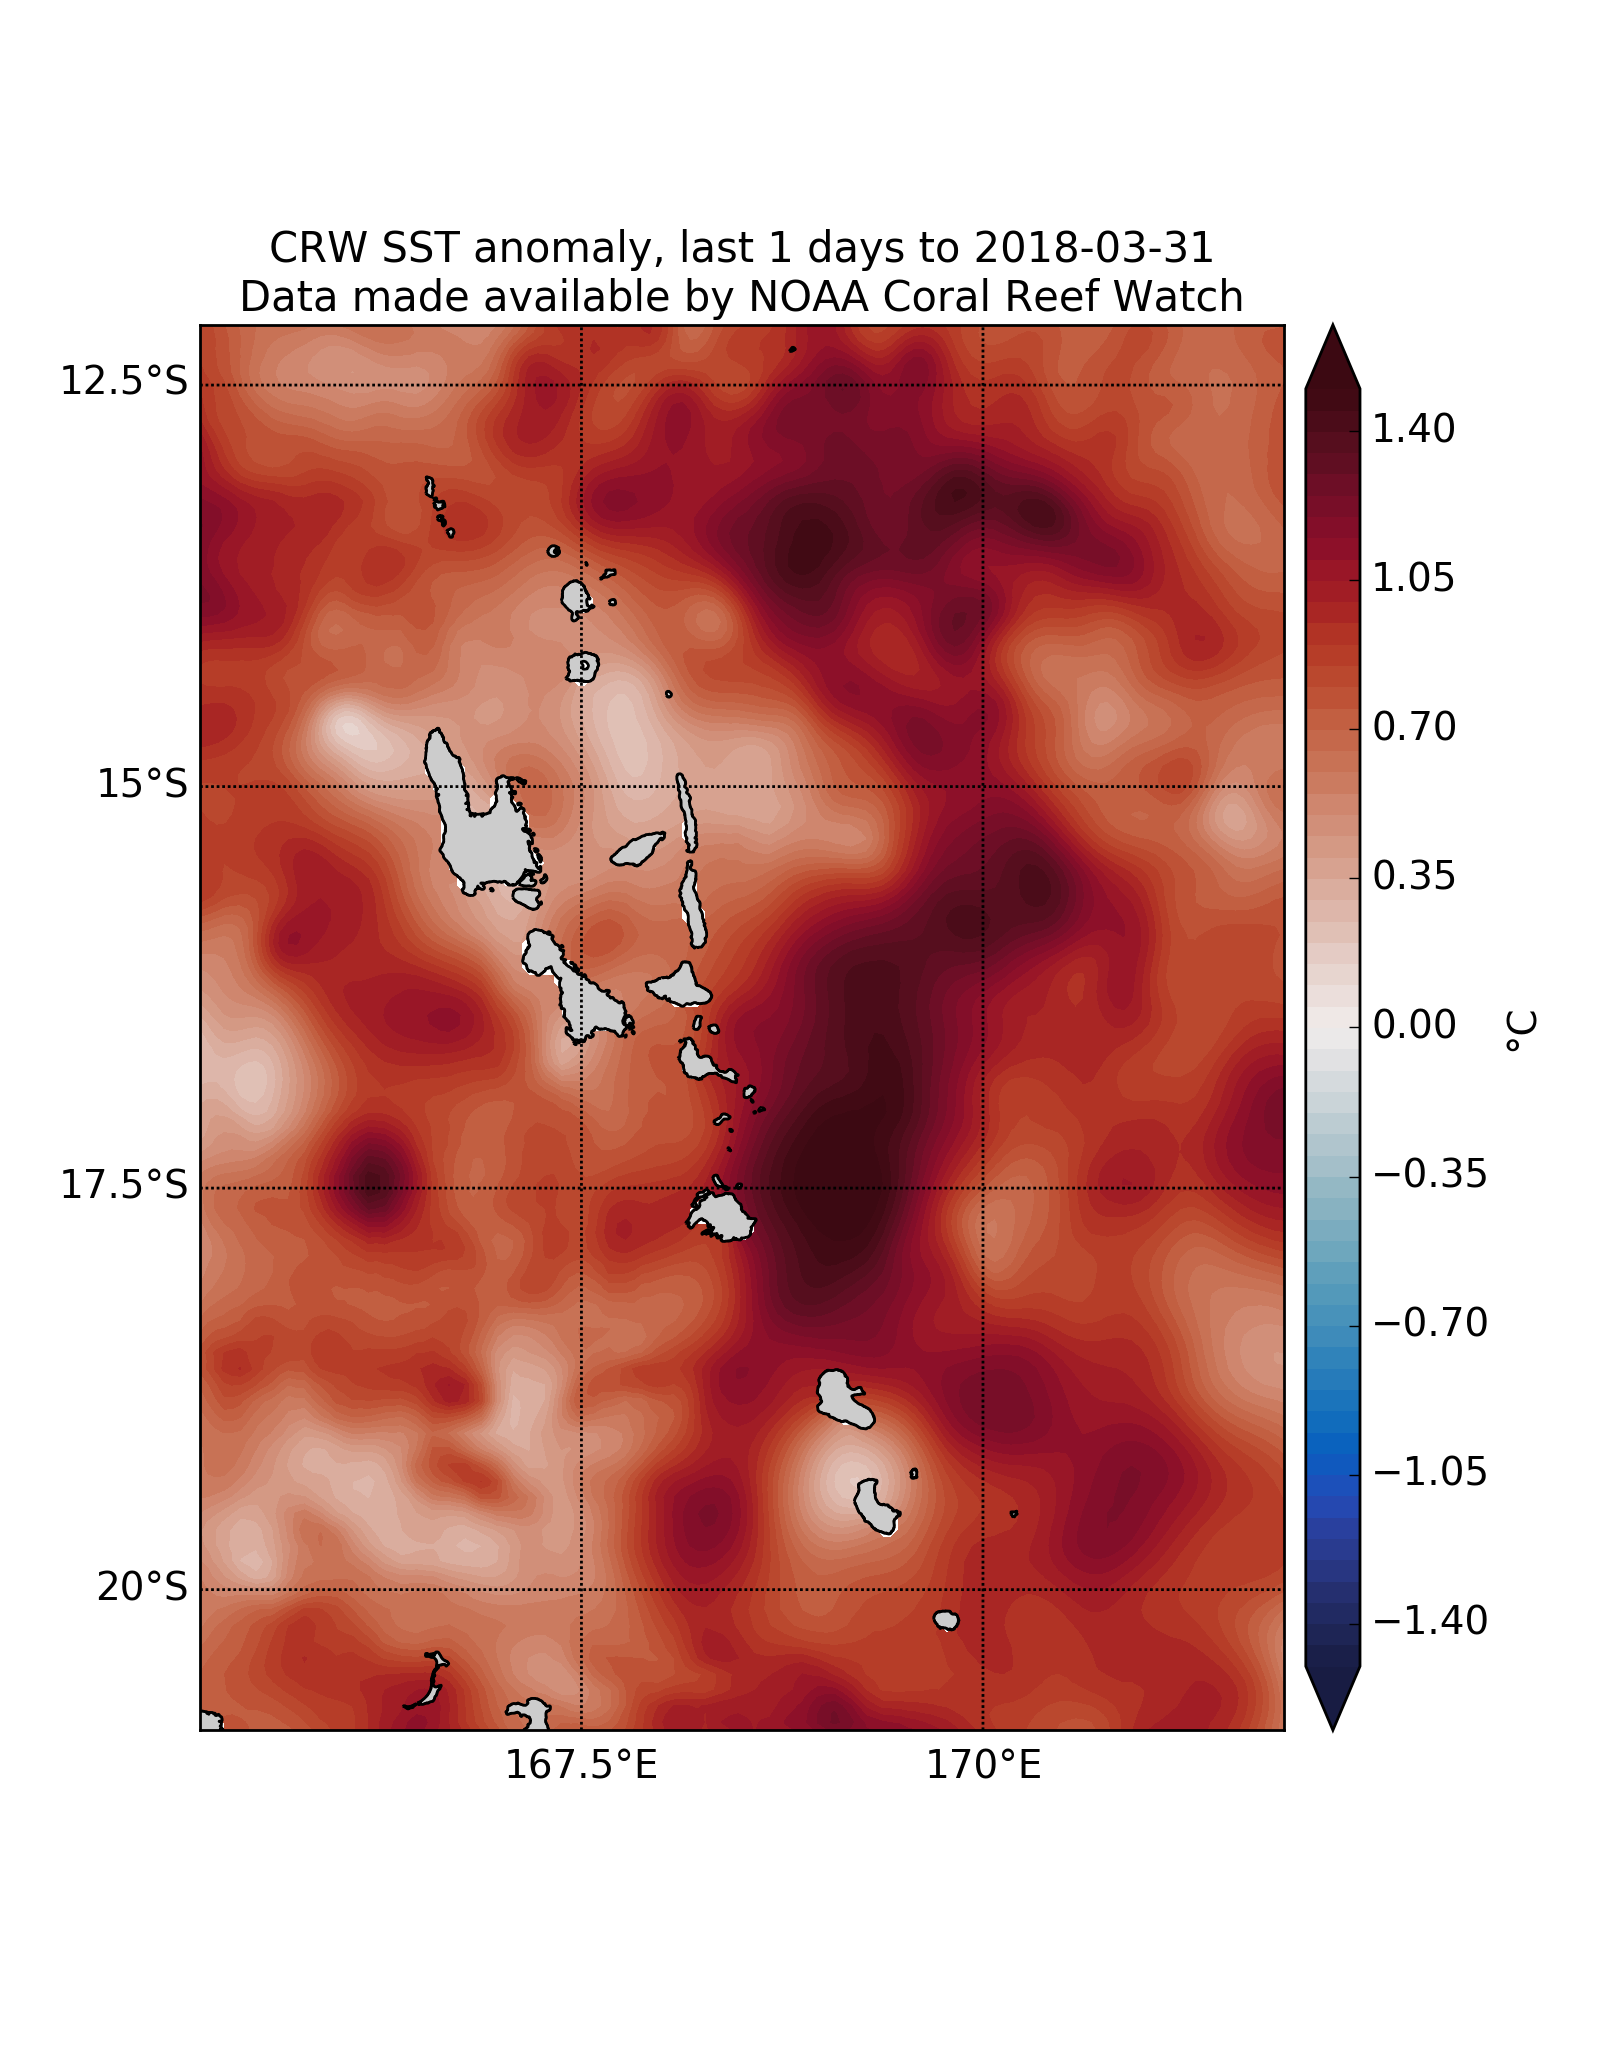 CRW SST anomaly, last 1 days to 2018-03-31
Data made available by NOAA Coral Reef Watch
12.5°S
15°S
17.5°S
20°S
167.5°E
170°E
1.40
1.05
0.70
0.35
0.00
−0.35
−0.70
−1.05
−1.40
°C